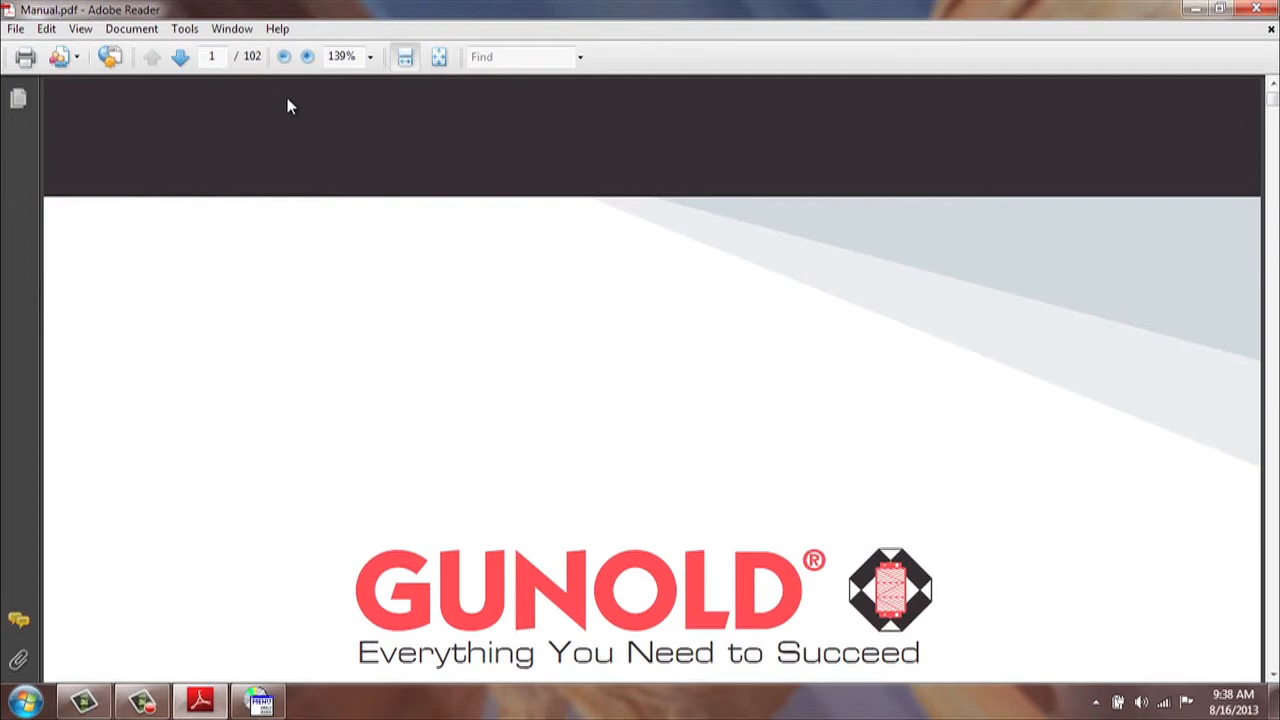 Manual.pdf - Adobe Reader
File Edit View Document Tools Window Help
1 / 102 139% Find
GUNOLD®
Everything You Need to Succeed
MENU
9:38 AM
8/16/2013